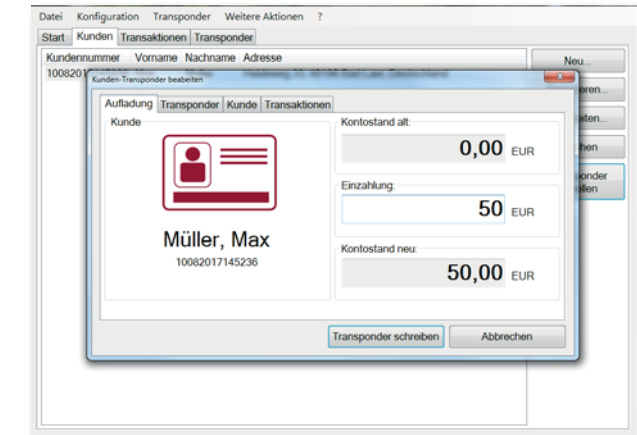 Datei Konfiguration Transponder Weitere Aktionen ?
Start Kunden Transaktionen Transponder
Kundennummer Vorname Nachname Adresse
Neu...
Kunden-Transponder beabeiten
Aufladung Transponder Kunde Transaktionen
Kunde
Kontostand alt:
0,00 EUR
Einzahlung:
50 EUR
Müller, Max
10082017145236
Kontostand neu:
50,00 EUR
Transponder schreiben Abbrechen